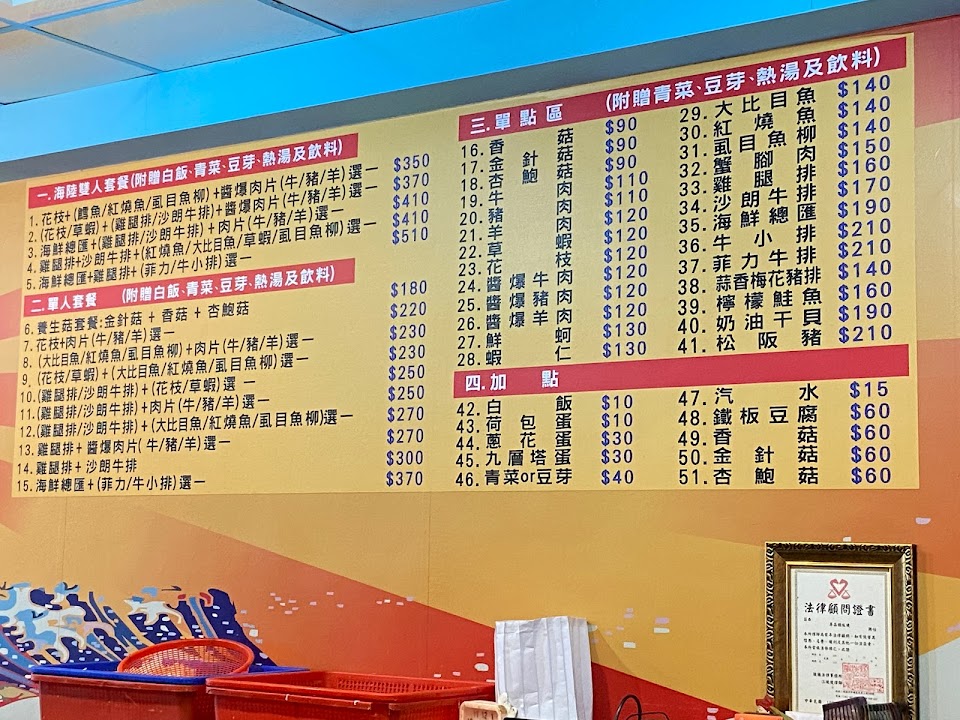 一.海陸雙人套餐(附贈白飯、青菜、豆芽、熱湯及飲料)
1. 花枝+(鱈魚/紅燒魚/虱目魚柳)+醬爆肉片(牛/豬/羊)選一 $350
2. (花枝/草蝦)+(雞腿排/沙朗牛排)+醬爆肉片(牛/豬/羊)選一 $370
3. 海鮮總匯+(雞腿排/沙朗牛排)+肉片(牛/豬/羊)選一 $410
4. 雞腿排+沙朗牛排+(紅燒魚/大比目魚/草蝦/虱目魚柳)選一 $410
5. 海鮮總匯+雞腿排+(菲力/牛小排)選一 $510
二.單人套餐 (附贈白飯、青菜、豆芽、熱湯及飲料)
6. 養生菇套餐:金針菇 + 香菇 + 杏鮑菇 $180
7. 花枝+肉片(牛/豬/羊)選一 $220
8. (大比目魚/紅燒魚/虱目魚柳)+肉片(牛/豬/羊)選一 $230
9. (花枝/草蝦)+(大比目魚/紅燒魚/虱目魚柳)選一 $230
10.(雞腿排/沙朗牛排)+(花枝/草蝦)選一 $250
11.(雞腿排/沙朗牛排)+肉片(牛/豬/羊)選一 $250
12.(雞腿排/沙朗牛排)+(大比目魚/紅燒魚/虱目魚柳)選一 $270
13. 雞腿排+醬爆肉片(牛/豬/羊)選一 $270
14. 雞腿排+沙朗牛排 $300
15. 海鮮總匯+(菲力/牛小排)選一 $370
三.單點區 (附贈青菜、豆芽、熱湯及飲料)
16. 香菇 $90
17. 金針菇 $90
18. 杏鮑菇 $90
19. 牛肉 $110
20. 豬肉 $110
21. 羊肉 $120
22. 草蝦 $120
23. 花枝 $120
24. 醬爆牛肉 $120
25. 醬爆豬肉 $120
26. 醬爆羊肉 $120
27. 鮮蚵 $130
28. 蝦仁 $130
29. 大比目魚 $140
30. 紅燒魚 $140
31. 虱目魚柳 $140
32. 蟹腳肉 $150
33. 雞腿排 $160
34. 沙朗牛排 $170
35. 海鮮總匯 $190
36. 牛小排 $210
37. 菲力牛排 $210
38. 蒜香梅花豬排 $140
39. 檸檬鮭魚 $160
40. 奶油干貝 $190
41. 松阪豬 $210
四.加點
42. 白飯 $10
43. 荷包蛋 $10
44. 蔥花蛋 $30
45. 九層塔蛋 $30
46. 青菜or豆芽 $40
47. 汽水 $15
48. 鐵板豆腐 $60
49. 香菇 $60
50. 金針菇 $60
51. 杏鮑菇 $60
法律顧問證書